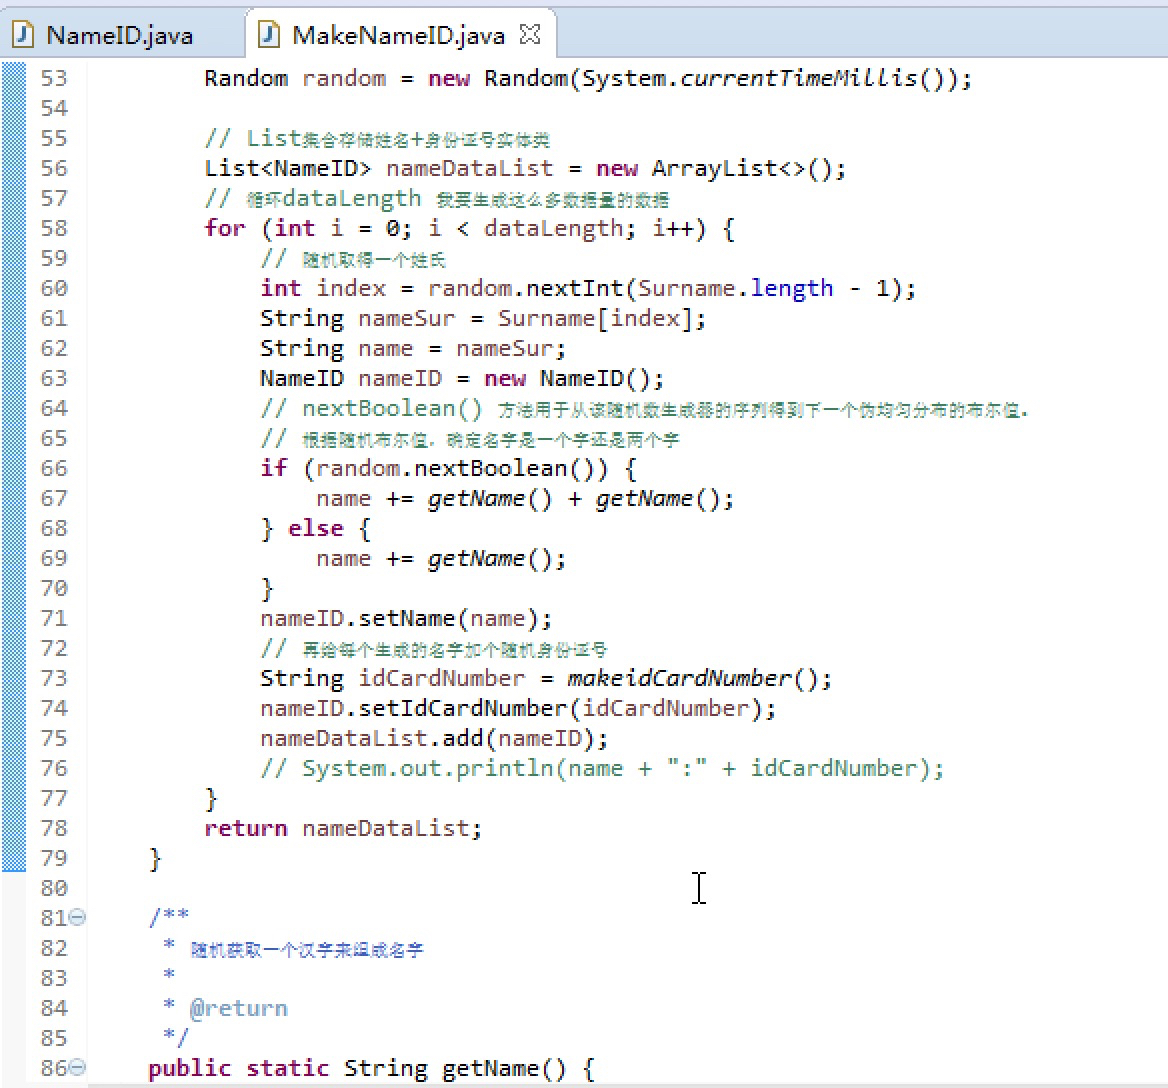 NameID.java MakeNameID.java
53 Random random = new Random(System.currentTimeMillis());
54
55 // List集合存储姓名+身份证号实体类
56 List<NameID> nameDataList = new ArrayList<>();
57 // 循环dataLength 我要生成这么多数据量的数据
58 for (int i = 0; i < dataLength; i++) {
59 // 随机取得一个姓氏
60 int index = random.nextInt(Surname.length - 1);
61 String nameSur = Surname[index];
62 String name = nameSur;
63 NameID nameID = new NameID();
64 // nextBoolean() 方法用于从该随机数生成器的序列得到下一个伪均匀分布的布尔值.
65 // 根据随机布尔值，确定名字是一个字还是两个字
66 if (random.nextBoolean()) {
67 name += getName() + getName();
68 } else {
69 name += getName();
70 }
71 nameID.setName(name);
72 // 再给每个生成的名字加个随机身份证号
73 String idCardNumber = makeidCardNumber();
74 nameID.setIdCardNumber(idCardNumber);
75 nameDataList.add(nameID);
76 // System.out.println(name + ":" + idCardNumber);
77 }
78 return nameDataList;
79 }
80
81 /**
82 * 随机获取一个汉字来组成名字
83 *
84 * @return
85 */
86 public static String getName() {